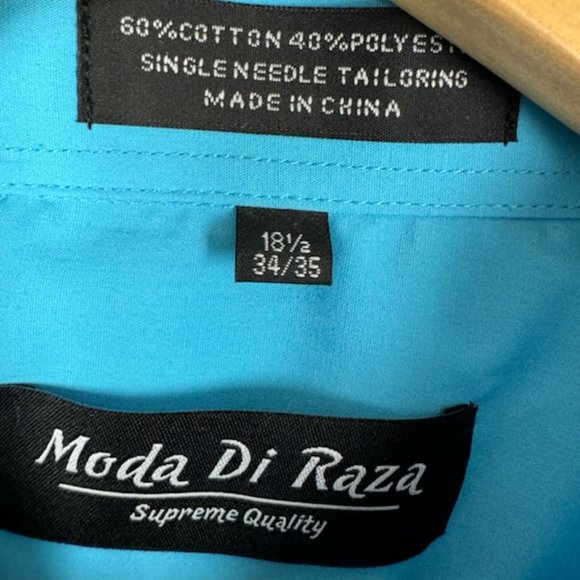 60%COTTON 40%POLYEST
SINGLE NEEDLE TAILORING
MADE IN CHINA
18½
34/35
Moda Di Raza
Supreme Quality